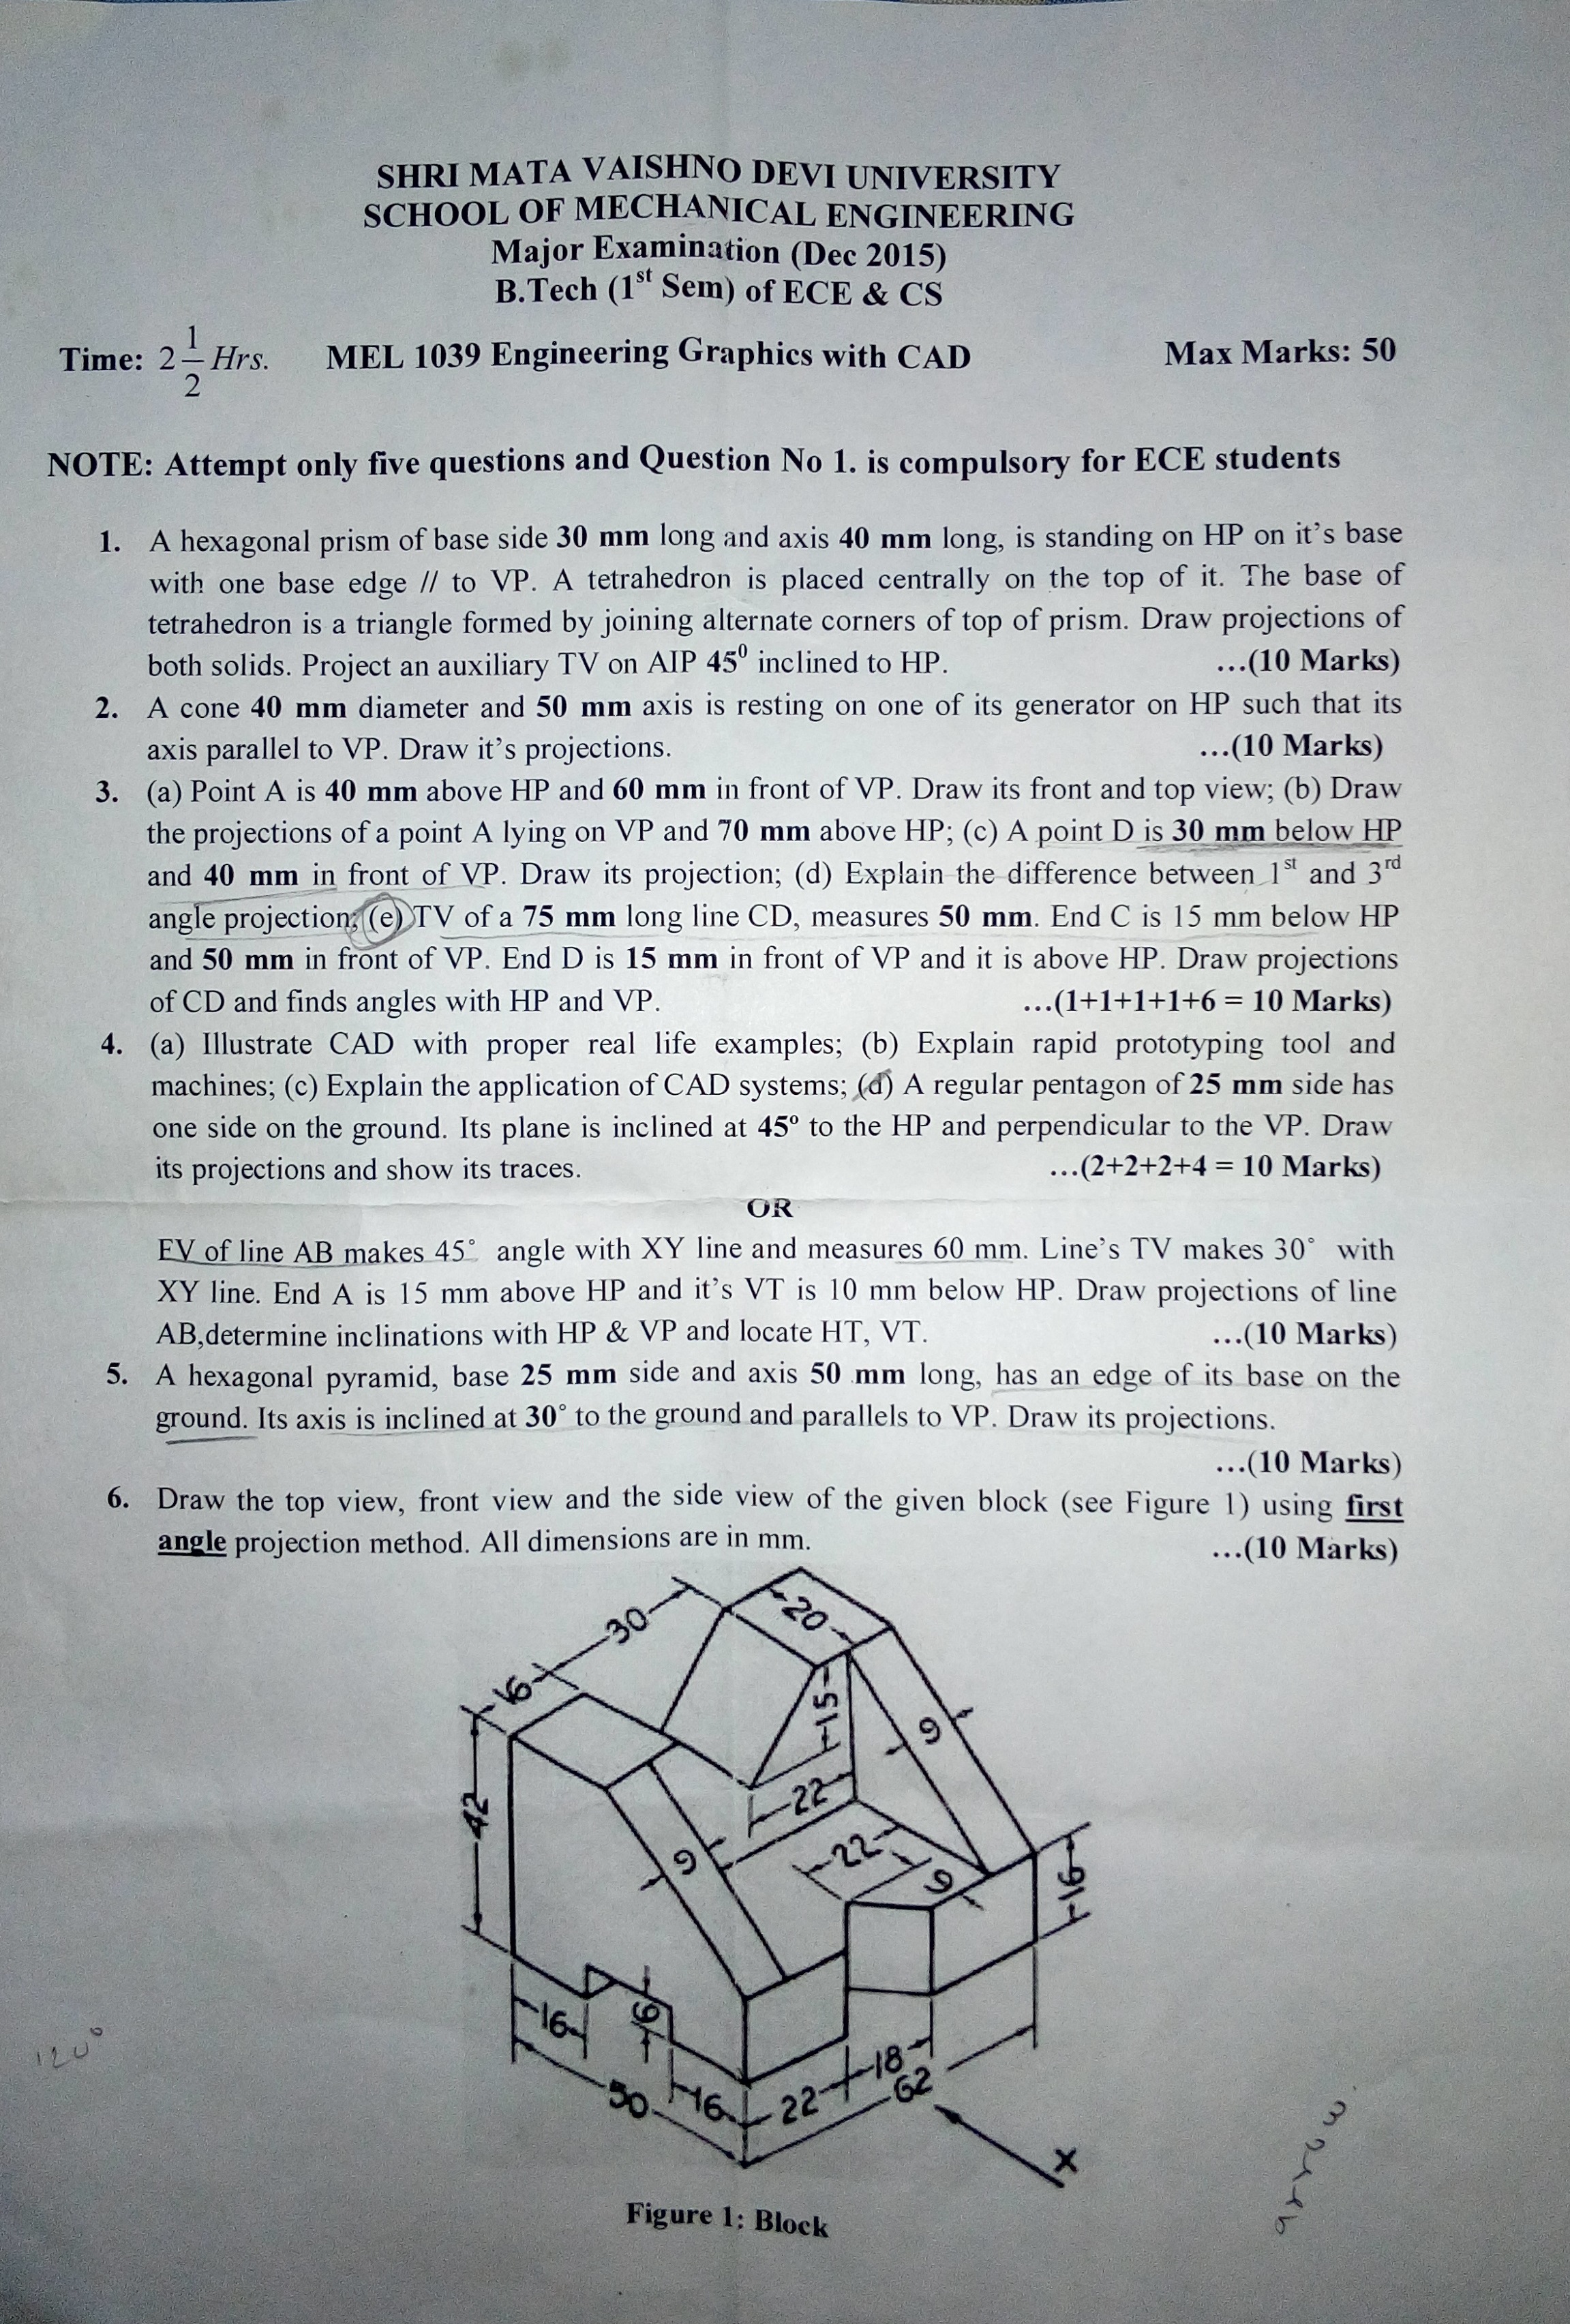 SHRI MATA VAISHNO DEVI UNIVERSITY
SCHOOL OF MECHANICAL ENGINEERING
Major Examination (Dec 2015)
B.Tech (1st Sem) of ECE & CS
Time: 2 1/2 Hrs. MEL 1039 Engineering Graphics with CAD Max Marks: 50
NOTE: Attempt only five questions and Question No 1. is compulsory for ECE students
1. A hexagonal prism of base side 30 mm long and axis 40 mm long, is standing on HP on it's base
with one base edge // to VP. A tetrahedron is placed centrally on the top of it. The base of
tetrahedron is a triangle formed by joining alternate corners of top of prism. Draw projections of
both solids. Project an auxiliary TV on AIP 45⁰ inclined to HP. ...(10 Marks)
2. A cone 40 mm diameter and 50 mm axis is resting on one of its generator on HP such that its
axis parallel to VP. Draw it's projections. ...(10 Marks)
3. (a) Point A is 40 mm above HP and 60 mm in front of VP. Draw its front and top view; (b) Draw
the projections of a point A lying on VP and 70 mm above HP; (c) A point D is 30 mm below HP
and 40 mm in front of VP. Draw its projection; (d) Explain the difference between 1st and 3rd
angle projection; (e) TV of a 75 mm long line CD, measures 50 mm. End C is 15 mm below HP
and 50 mm in front of VP. End D is 15 mm in front of VP and it is above HP. Draw projections
of CD and finds angles with HP and VP. ...(1+1+1+1+6 = 10 Marks)
4. (a) Illustrate CAD with proper real life examples; (b) Explain rapid prototyping tool and
machines; (c) Explain the application of CAD systems; (d) A regular pentagon of 25 mm side has
one side on the ground. Its plane is inclined at 45º to the HP and perpendicular to the VP. Draw
its projections and show its traces. ...(2+2+2+4 = 10 Marks)
OR
FV of line AB makes 45° angle with XY line and measures 60 mm. Line's TV makes 30° with
XY line. End A is 15 mm above HP and it's VT is 10 mm below HP. Draw projections of line
AB,determine inclinations with HP & VP and locate HT, VT. ...(10 Marks)
5. A hexagonal pyramid, base 25 mm side and axis 50 mm long, has an edge of its base on the
ground. Its axis is inclined at 30° to the ground and parallels to VP. Draw its projections.
...(10 Marks)
6. Draw the top view, front view and the side view of the given block (see Figure 1) using first
angle projection method. All dimensions are in mm. ...(10 Marks)
30
20
16
15
9
42
22
22
9
9
16
16
6
18
50
16
22
62
X
120°
arrow
Figure 1: Block